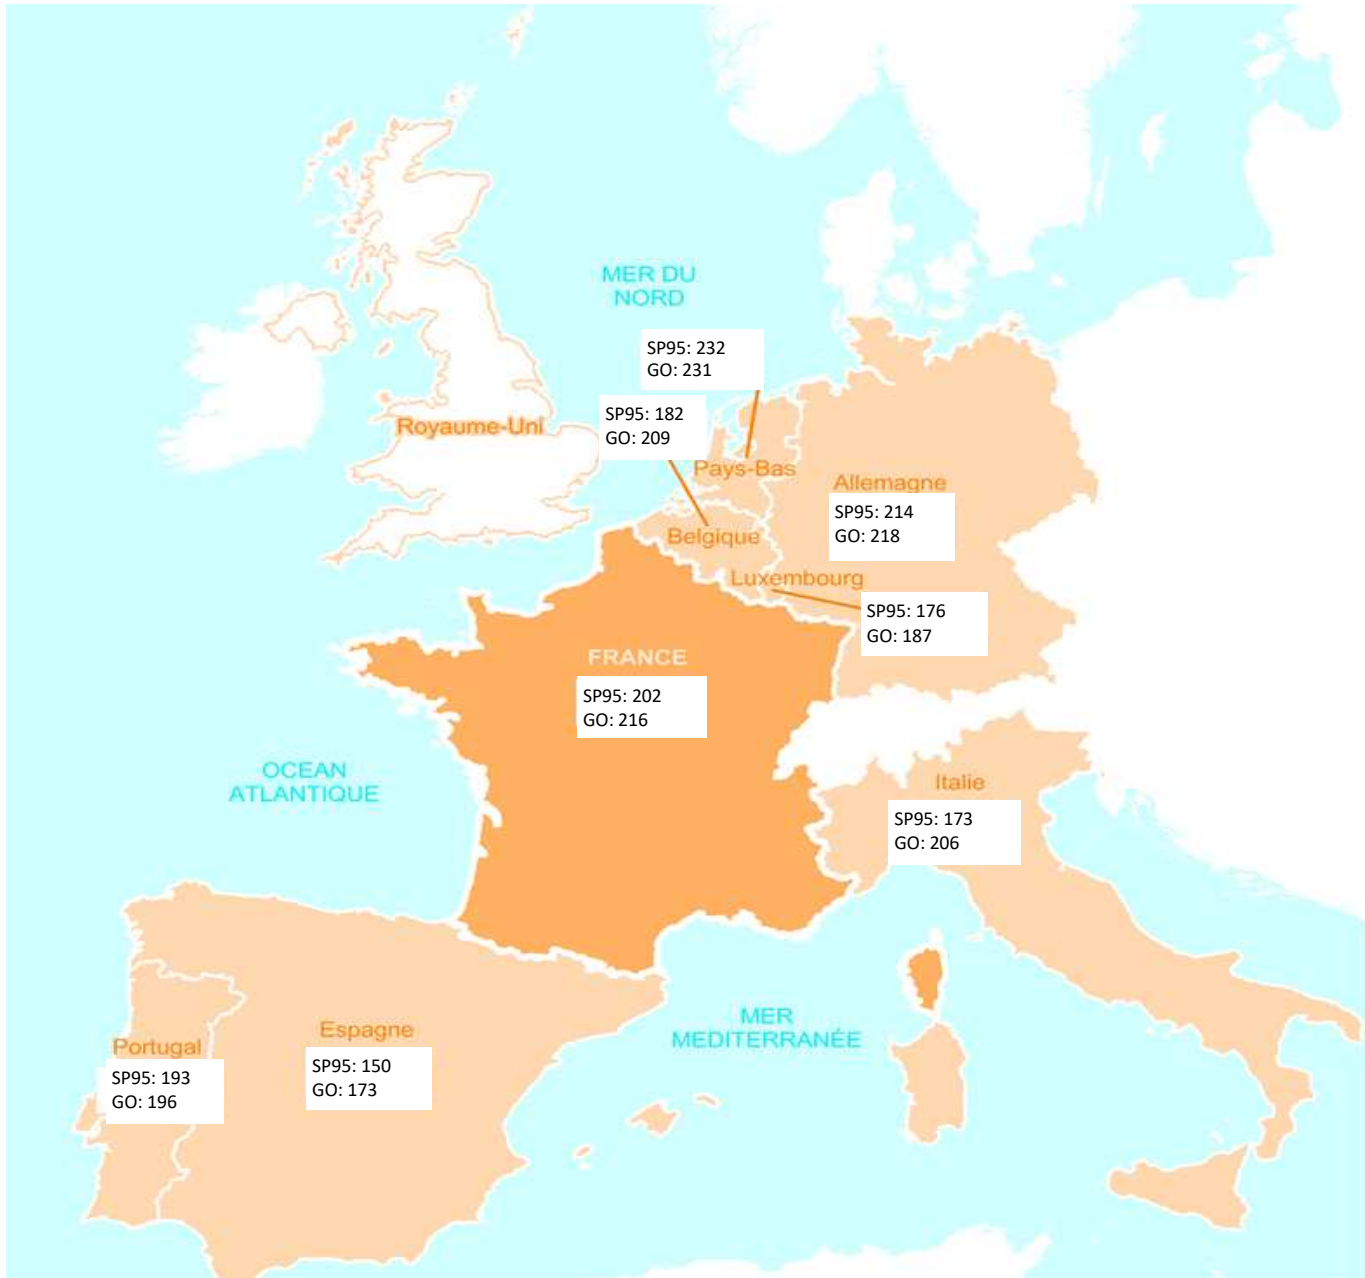 MER DU
NORD
SP95: 232
GO: 231
SP95: 182
GO: 209
Royaume-Uni
Pays-Bas
Allemagne
SP95: 214
GO: 218
Belgique
Luxembourg
SP95: 176
GO: 187
FRANCE
SP95: 202
GO: 216
OCEAN
ATLANTIQUE
Italie
SP95: 173
GO: 206
MER
MEDITERRANÉE
Espagne
SP95: 150
GO: 173
Portugal
SP95: 193
GO: 196